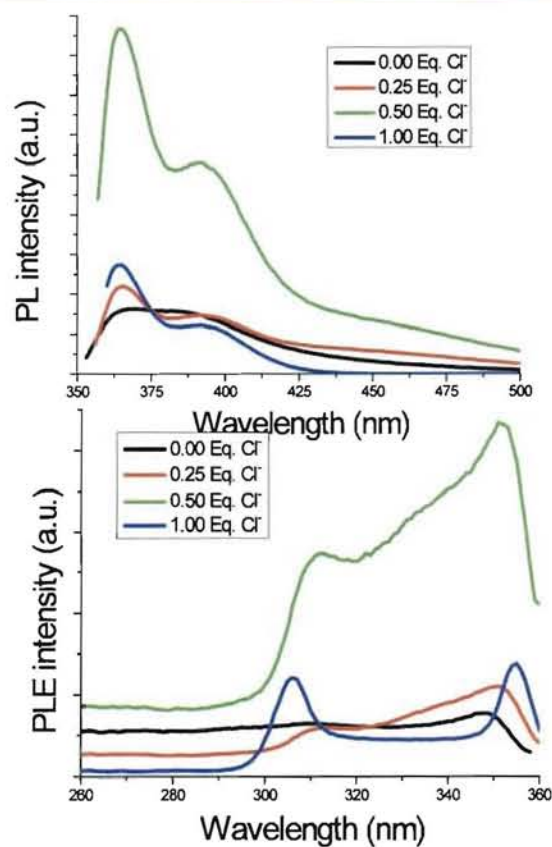 PL intensity (a.u.)
0.00 Eq. Cl⁻
0.25 Eq. Cl⁻
0.50 Eq. Cl⁻
1.00 Eq. Cl⁻
350 375 400 425 450 475 500
Wavelength (nm)
PLE intensity (a.u.)
0.00 Eq. Cl⁻
0.25 Eq. Cl⁻
0.50 Eq. Cl⁻
1.00 Eq. Cl⁻
260 280 300 320 340 360
Wavelength (nm)